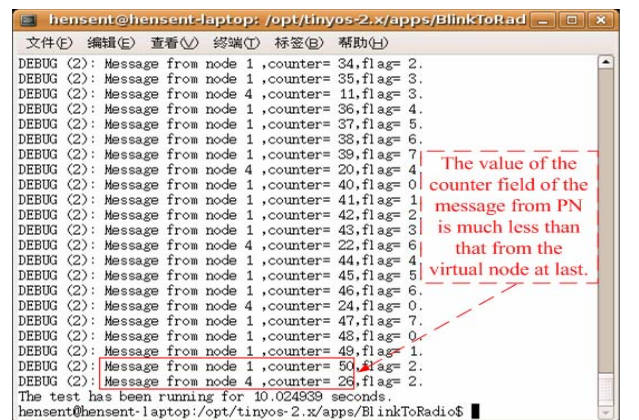 hensent@hensent-laptop: /opt/tinyos-2.x/apps/BlinkToRad
文件(F) 编辑(E) 查看(V) 终端(T) 标签(B) 帮助(H)
DEBUG (2): Message from node 1 ,counter= 34,flag= 2.
DEBUG (2): Message from node 1 ,counter= 35,flag= 3.
DEBUG (2): Message from node 4 ,counter= 11,flag= 3.
DEBUG (2): Message from node 1 ,counter= 36,flag= 4.
DEBUG (2): Message from node 1 ,counter= 37,flag= 5.
DEBUG (2): Message from node 1 ,counter= 38,flag= 6.
DEBUG (2): Message from node 1 ,counter= 39,flag= 7
DEBUG (2): Message from node 4 ,counter= 20,flag= 4
DEBUG (2): Message from node 1 ,counter= 40,flag= 0
DEBUG (2): Message from node 1 ,counter= 41,flag= 1
DEBUG (2): Message from node 1 ,counter= 42,flag= 2
DEBUG (2): Message from node 1 ,counter= 43,flag= 3
DEBUG (2): Message from node 4 ,counter= 22,flag= 6
DEBUG (2): Message from node 1 ,counter= 44,flag= 4
DEBUG (2): Message from node 1 ,counter= 45,flag= 5
DEBUG (2): Message from node 1 ,counter= 46,flag= 6.
DEBUG (2): Message from node 4 ,counter= 24,flag= 0.
DEBUG (2): Message from node 1 ,counter= 47,flag= 7.
DEBUG (2): Message from node 1 ,counter= 48,flag= 0.
DEBUG (2): Message from node 1 ,counter= 49,flag= 1.
DEBUG (2): Message from node 1 ,counter= 50,flag= 2.
DEBUG (2): Message from node 4 ,counter= 26,flag= 2.
The test has been running for 10.024939 seconds.
hensent@hensent-laptop:/opt/tinyos-2.x/apps/BlinkToRadio$
The value of the
counter field of the
message from PN
is much less than
that from the
virtual node at last.